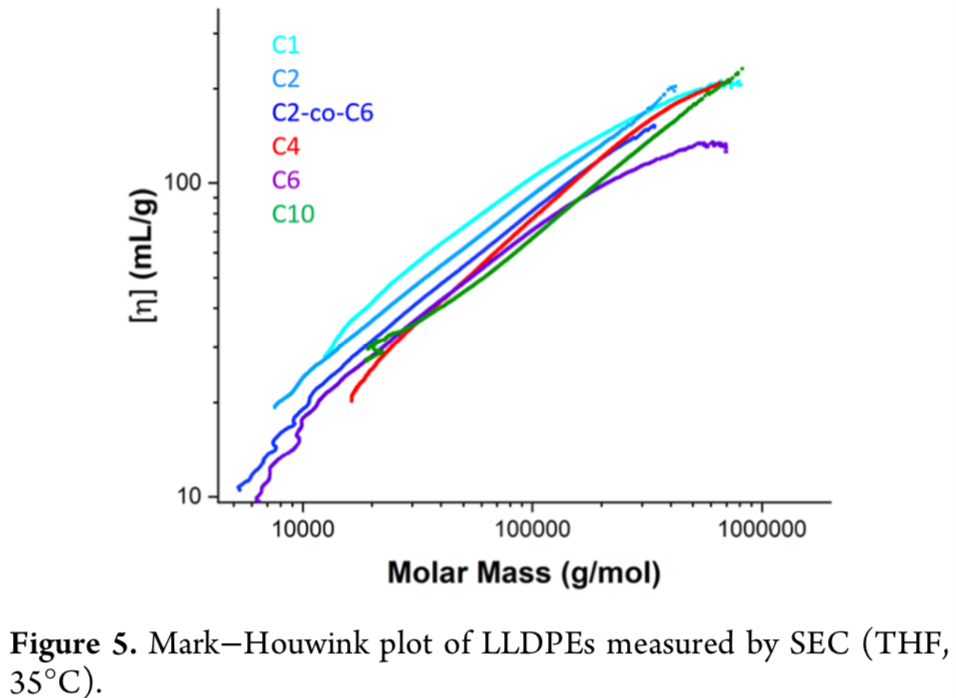 C1
C2
C2-co-C6
C4
C6
C10
100
10
[η] (mL/g)
10000 100000 1000000
Molar Mass (g/mol)
Figure 5. Mark−Houwink plot of LLDPEs measured by SEC (THF,
35°C).